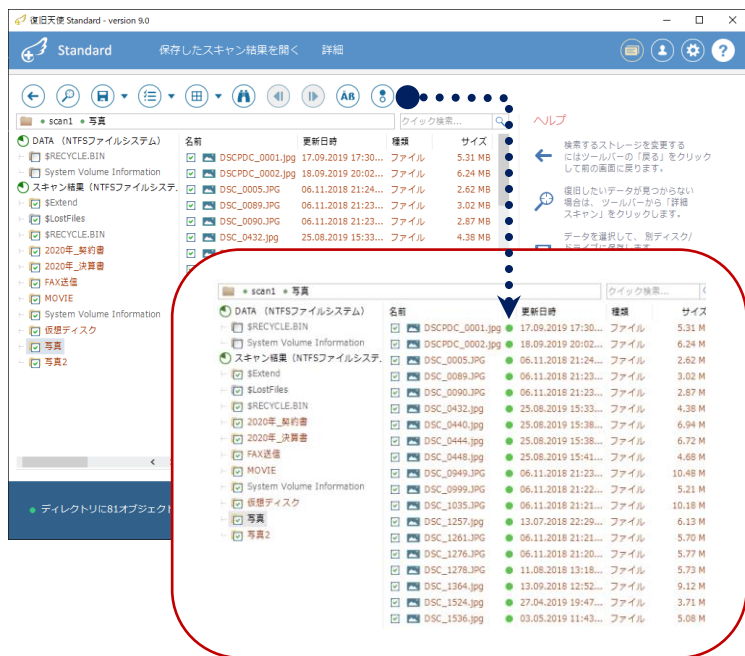 復旧天使 Standard - version 9.0
Standard 保存したスキャン結果を開く 詳細
scan1 写真 クイック検索...
DATA （NTFSファイルシステム）
$RECYCLE.BIN
System Volume Information
スキャン結果（NTFSファイルシステ.
$Extend
$LostFiles
$RECYCLE.BIN
2020年_契約書
2020年_決算書
FAX送信
MOVIE
System Volume Information
仮想ディスク
写真
写真2
名前 更新日時 種類 サイズ
DSCPDC_0001.jpg 17.09.2019 17:30... ファイル 5.31 MB
DSCPDC_0002.jpg 18.09.2019 20:02... ファイル 6.24 MB
DSC_0005.JPG 06.11.2018 21:24... ファイル 2.62 MB
DSC_0089.JPG 06.11.2018 21:23... ファイル 3.02 MB
DSC_0090.JPG 06.11.2018 21:23... ファイル 2.87 MB
DSC_0432.jpg 25.08.2019 15:33... ファイル 4.38 MB
ヘルプ
検索するストレージを変更する
にはツールバーの「戻る」をクリック
して前の画面に戻ります。
復旧したいデータが見つからない
場合は、 ツールバーから「詳細
スキャン」をクリックします。
データを選択して、 別ディスク/
ドライブに保存します
ディレクトリに81オブジェクト
scan1 写真 クイック検索...
DATA （NTFSファイルシステム）
$RECYCLE.BIN
System Volume Information
スキャン結果（NTFSファイルシステ.
$Extend
$LostFiles
$RECYCLE.BIN
2020年_契約書
2020年_決算書
FAX送信
MOVIE
System Volume Information
仮想ディスク
写真
写真2
名前 更新日時 種類 サイズ
DSCPDC_0001.jpg 17.09.2019 17:30... ファイル 5.31 M
DSCPDC_0002.jpg 18.09.2019 20:02... ファイル 6.24 M
DSC_0005.JPG 06.11.2018 21:24... ファイル 2.62 M
DSC_0089.JPG 06.11.2018 21:23... ファイル 3.02 M
DSC_0090.JPG 06.11.2018 21:23... ファイル 2.87 M
DSC_0432.jpg 25.08.2019 15:33... ファイル 4.38 M
DSC_0440.jpg 25.08.2019 15:38... ファイル 6.94 M
DSC_0444.jpg 25.08.2019 15:38... ファイル 6.72 M
DSC_0448.jpg 25.08.2019 15:41... ファイル 4.68 M
DSC_0949.JPG 06.11.2018 21:23... ファイル 10.48 M
DSC_0999.JPG 06.11.2018 21:22... ファイル 5.21 M
DSC_1035.JPG 06.11.2018 21:21... ファイル 10.18 M
DSC_1257.jpg 13.07.2018 22:29... ファイル 6.13 M
DSC_1261.JPG 06.11.2018 21:21... ファイル 5.70 M
DSC_1276.JPG 06.11.2018 21:20... ファイル 5.77 M
DSC_1278.JPG 11.08.2018 13:18... ファイル 5.73 M
DSC_1364.jpg 13.09.2018 12:52... ファイル 9.12 M
DSC_1524.jpg 27.04.2019 19:47... ファイル 3.71 M
DSC_1536.jpg 03.05.2019 11:43... ファイル 5.08 M